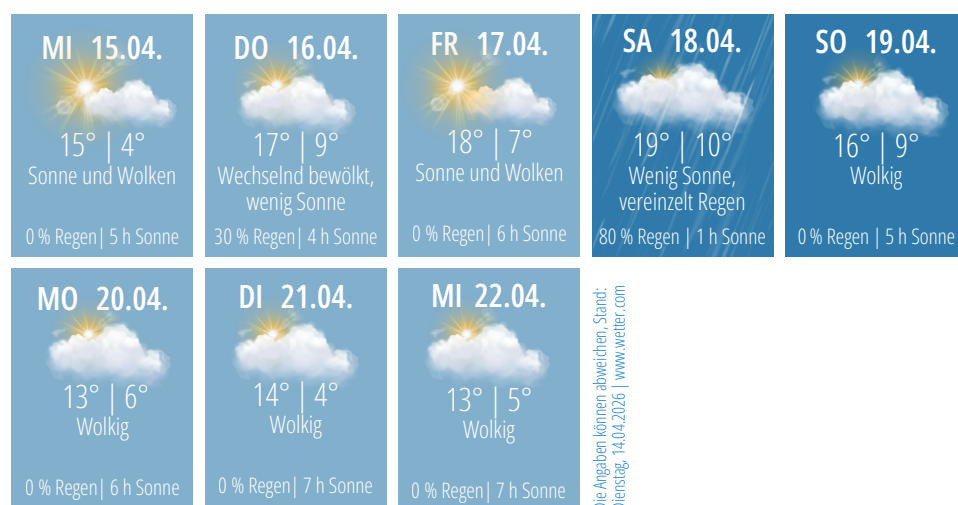 MI 15.04.
15° | 4°
Sonne und Wolken
0 % Regen| 5 h Sonne
DO 16.04.
17° | 9°
Wechselnd bewölkt,
wenig Sonne
30 % Regen| 4 h Sonne
FR 17.04.
18° | 7°
Sonne und Wolken
0 % Regen| 6 h Sonne
SA 18.04.
19° | 10°
Wenig Sonne,
vereinzelt Regen
80 % Regen | 1 h Sonne
SO 19.04.
16° | 9°
Wolkig
0 % Regen | 5 h Sonne
MO 20.04.
13° | 6°
Wolkig
0 % Regen| 6 h Sonne
DI 21.04.
14° | 4°
Wolkig
0 % Regen| 7 h Sonne
MI 22.04.
13° | 5°
Wolkig
0 % Regen| 7 h Sonne
Die Angaben können abweichen, Stand:
Dienstag, 14.04.2026 | www.wetter.com